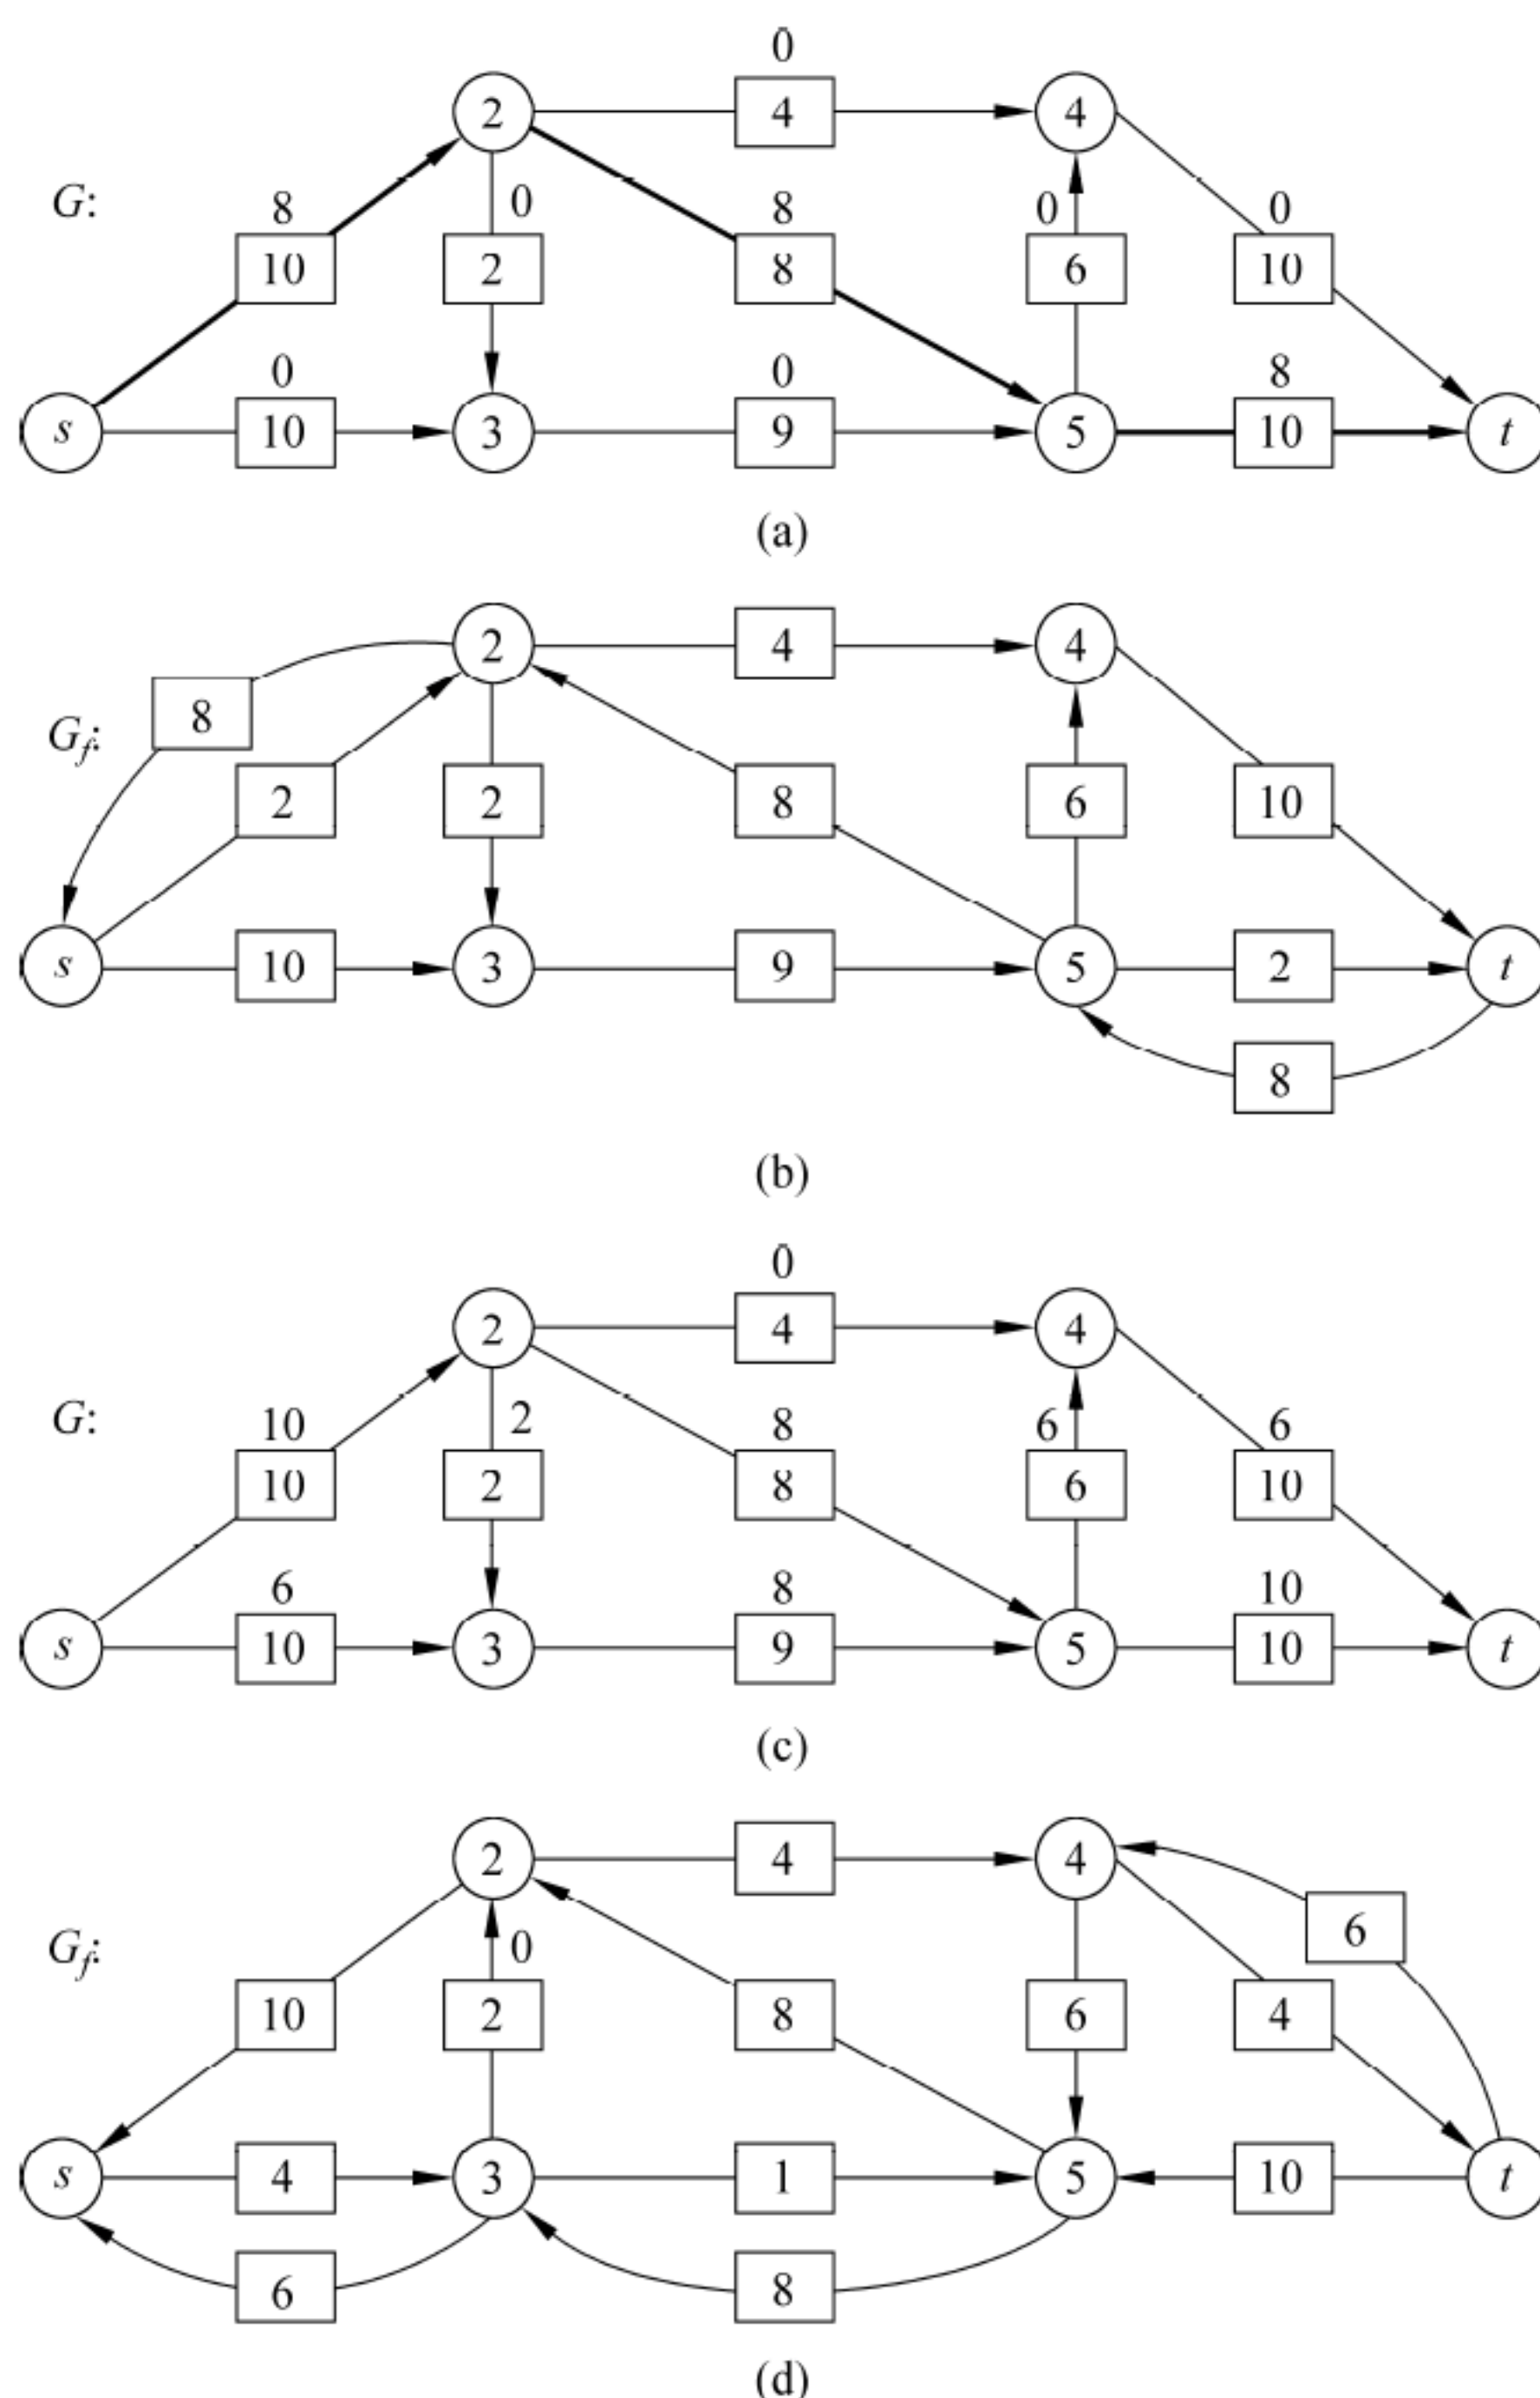 0
2 4 4
G: 8 0 8 0 0
10 2 8 6 10
0 0 8
s 10 3 9 5 10 t
(a)
2 4 4
8
G_f:
2 2 8 6 10
s 10 3 9 5 2 t
8
(b)
0
2 4 4
G: 10 2 8 6 6
10 2 8 6 10
6 8 10
s 10 3 9 5 10 t
(c)
2 4 4
6
G_f: 0
10 2 8 6 4
s 4 3 1 5 10 t
6 8
(d)